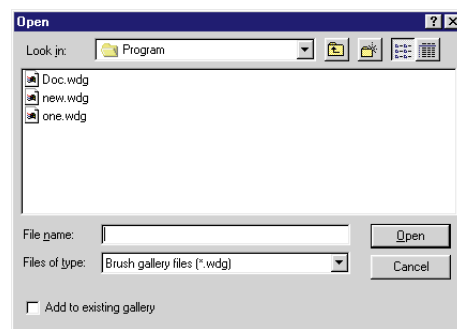 Open
Look in: Program
Doc.wdg
new.wdg
one.wdg
File name: Open
Files of type: Brush gallery files (*.wdg) Cancel
Add to existing gallery